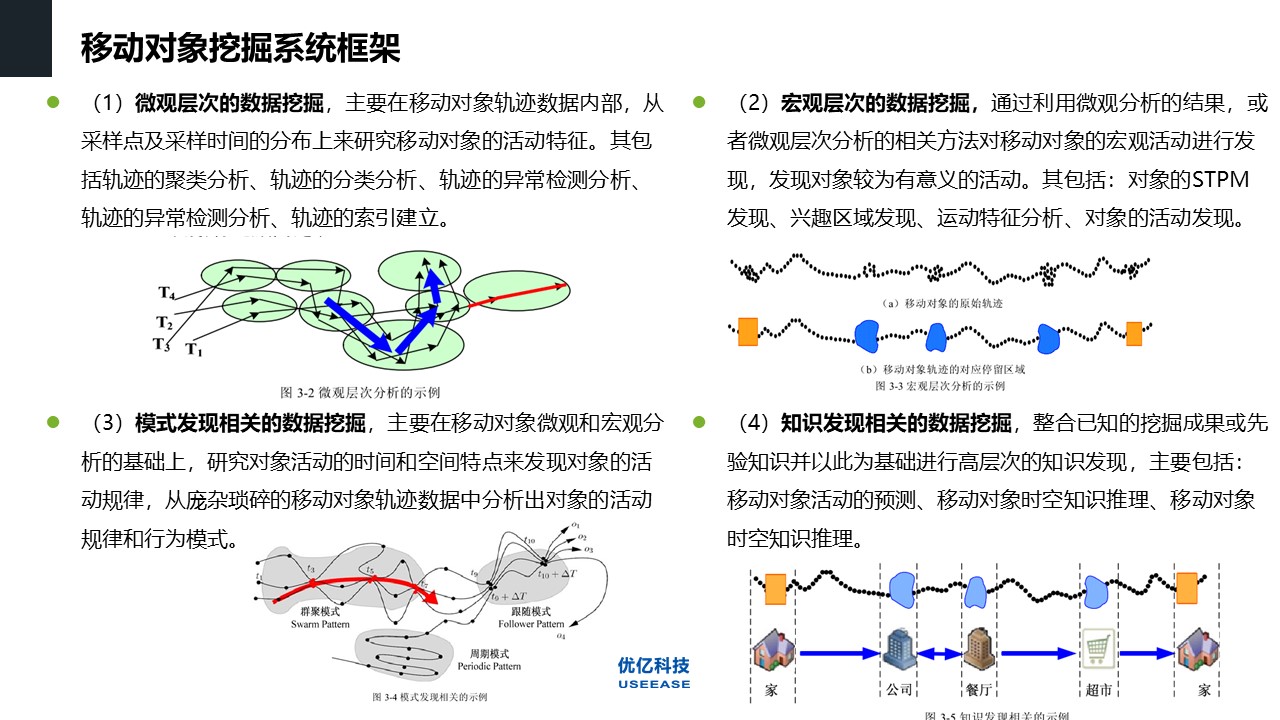 移动对象挖掘系统框架
（1）微观层次的数据挖掘，主要在移动对象轨迹数据内部，从
采样点及采样时间的分布上来研究移动对象的活动特征。其包
括轨迹的聚类分析、轨迹的分类分析、轨迹的异常检测分析、
轨迹的异常检测分析、轨迹的索引建立。
T4
T2
T3 T1
图 3-2 微观层次分析的示例
（2）宏观层次的数据挖掘，通过利用微观分析的结果，或
者微观层次分析的相关方法对移动对象的宏观活动进行发
现，发现对象较为有意义的活动。其包括：对象的STPM
发现、兴趣区域发现、运动特征分析、对象的活动发现。
（a）移动对象的原始轨迹
（b）移动对象轨迹的对应停留区域
图 3-3 宏观层次分析的示例
（3）模式发现相关的数据挖掘，主要在移动对象微观和宏观分
析的基础上，研究对象活动的时间和空间特点来发现对象的活
动规律，从庞杂琐碎的移动对象轨迹数据中分析出对象的活动
规律和行为模式。
o1
o2
o3
t10
t1 t3 t5 t7 t9
t10 + ΔT
t9 + ΔT
群聚模式
Swarm Pattern
跟随模式
Follower Pattern
o4
周期模式
Periodic Pattern
图 3-4 模式发现相关的示例
优亿科技
USEEASE
（4）知识发现相关的数据挖掘，整合已知的挖掘成果或先
验知识并以此为基础进行高层次的知识发现，主要包括：
移动对象活动的预测、移动对象时空知识推理、移动对象
时空知识推理。
家 公司 餐厅 超市 家
图 3-5 知识发现相关的示例